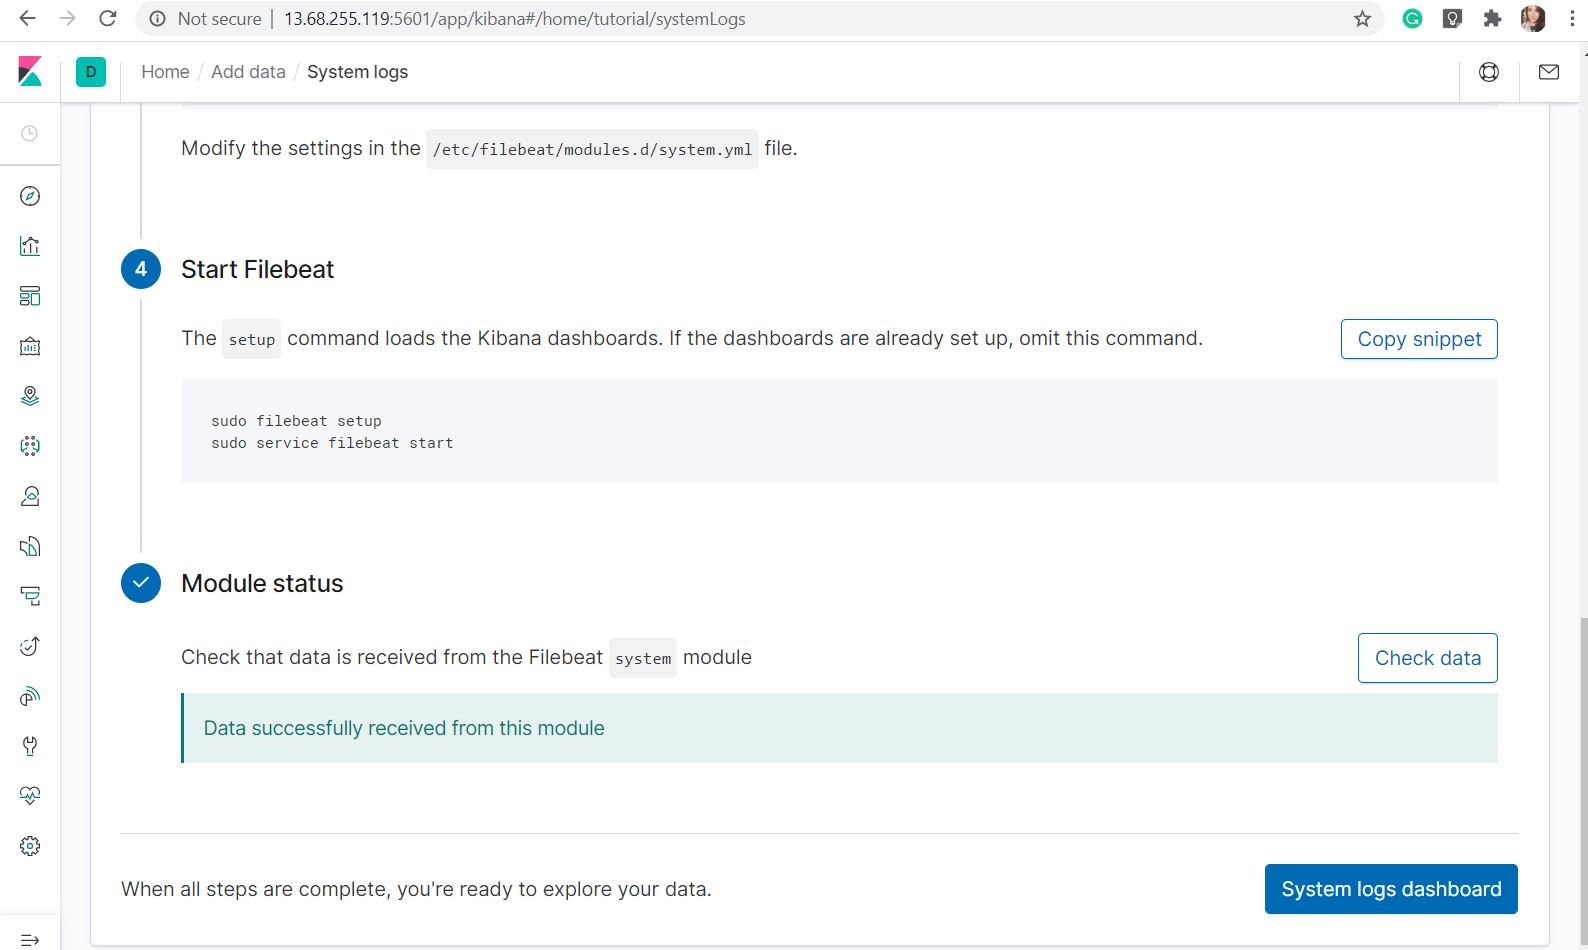 Not secure | 13.68.255.119:5601/app/kibana#/home/tutorial/systemLogs
D Home / Add data / System logs
Modify the settings in the /etc/filebeat/modules.d/system.yml file.
4 Start Filebeat
The setup command loads the Kibana dashboards. If the dashboards are already set up, omit this command.
Copy snippet
sudo filebeat setup
sudo service filebeat start
Module status
Check that data is received from the Filebeat system module
Check data
Data successfully received from this module
When all steps are complete, you're ready to explore your data.
System logs dashboard